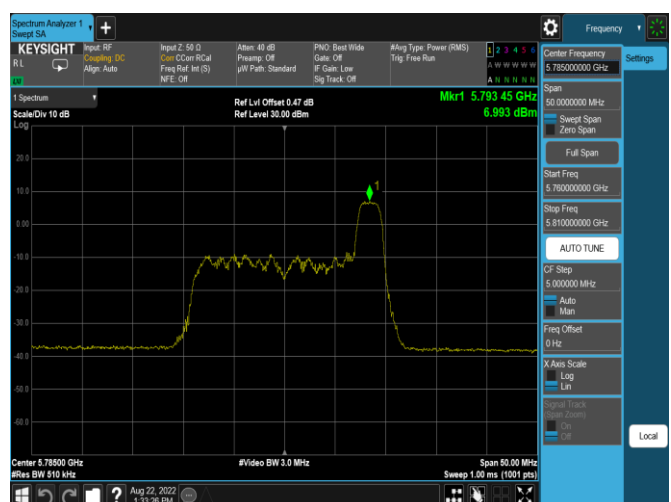 Spectrum Analyzer 1
Swept SA
Frequency
KEYSIGHT
R L
LW
Input: RF
Coupling: DC
Align: Auto
Input Z: 50 Ω
Corr CCorr RCal
Freq Ref: Int (S)
NFE: Off
Atten: 40 dB
Preamp: Off
µW Path: Standard
PNO: Best Wide
Gate: Off
IF Gain: Low
Sig Track: Off
#Avg Type: Power (RMS)
Trig: Free Run
1 2 3 4 5 6
A W W W W W
A N N N N N
1 Spectrum
Scale/Div 10 dB
Log
Ref Lvl Offset 0.47 dB
Ref Level 30.00 dBm
Mkr1 5.793 45 GHz
6.993 dBm
1
20.0
10.0
0.00
-10.0
-20.0
-30.0
-40.0
-50.0
-60.0
Center 5.78500 GHz
#Res BW 510 kHz
#Video BW 3.0 MHz
Span 50.00 MHz
Sweep 1.00 ms (1001 pts)
Center Frequency
5.785000000 GHz
Settings
Span
50.0000000 MHz
Swept Span
Zero Span
Full Span
Start Freq
5.760000000 GHz
Stop Freq
5.810000000 GHz
AUTO TUNE
CF Step
5.000000 MHz
Auto
Man
Freq Offset
0 Hz
X Axis Scale
Log
Lin
Signal Track
(Span Zoom)
On
Off
Local
Aug 22, 2022
1:33:26 PM